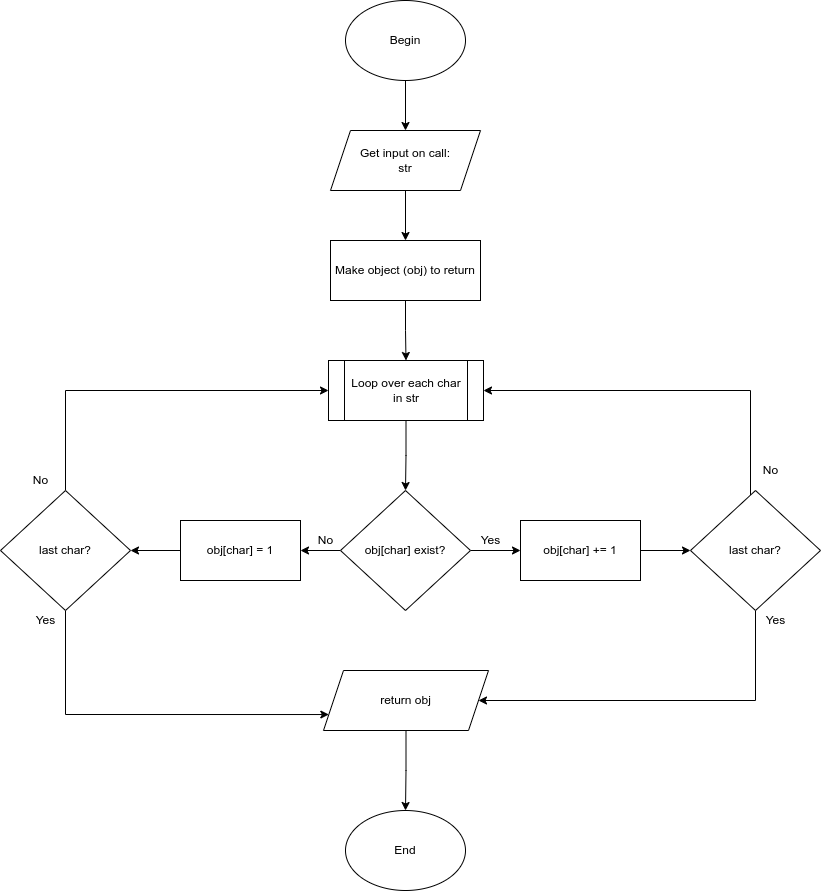 Begin
Get input on call:
str
Make object (obj) to return
Loop over each char
in str
No
No
last char?
obj[char] = 1
No
obj[char] exist?
Yes
obj[char] += 1
last char?
Yes
Yes
return obj
End